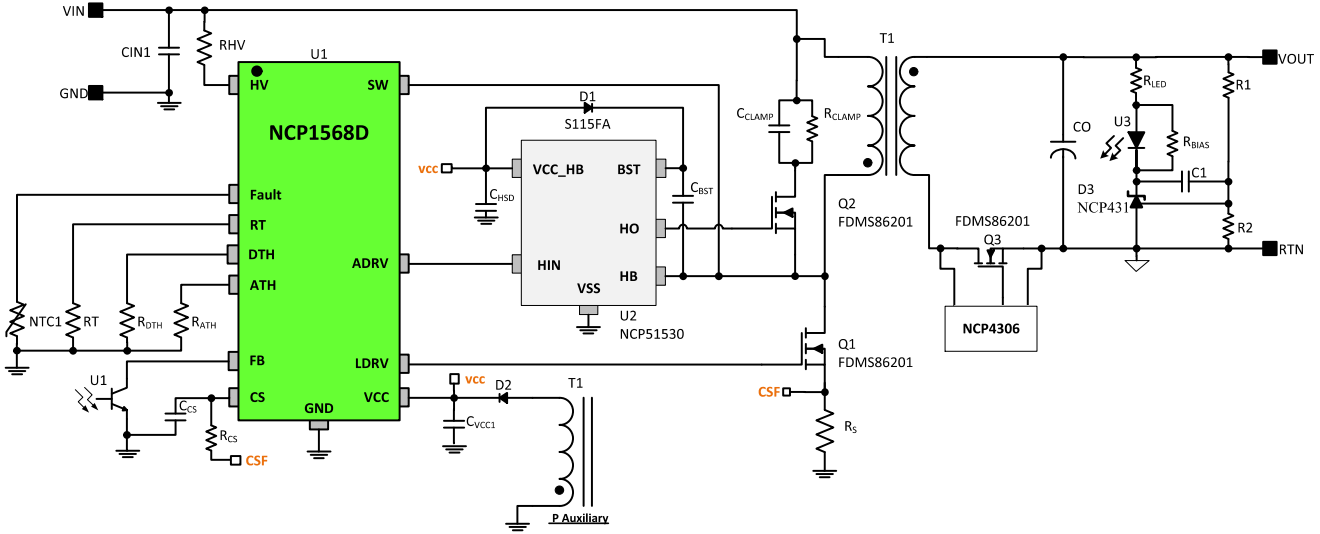 VIN
T1
CIN1
RHV
U1
VOUT
GND
HV
SW
D1
S115FA
CCLAMP
RCLAMP
RLED
R1
U3
CO
RBIAS
NCP1568D
vcc
VCC_HB
BST
CHSD
CBST
C1
D3
NCP431
Fault
RT
DTH
ATH
ADRV
HO
HIN
HB
VSS
Q2
FDMS86201
FDMS86201
Q3
R2
RTN
U2
NCP51530
NTC1
RT
RDTH
RATH
NCP4306
FB
LDRV
Q1
FDMS86201
U1
CS
VCC
GND
vcc
D2
T1
CSF
CCS
RCS
CVCC1
RS
CSF
P Auxiliary